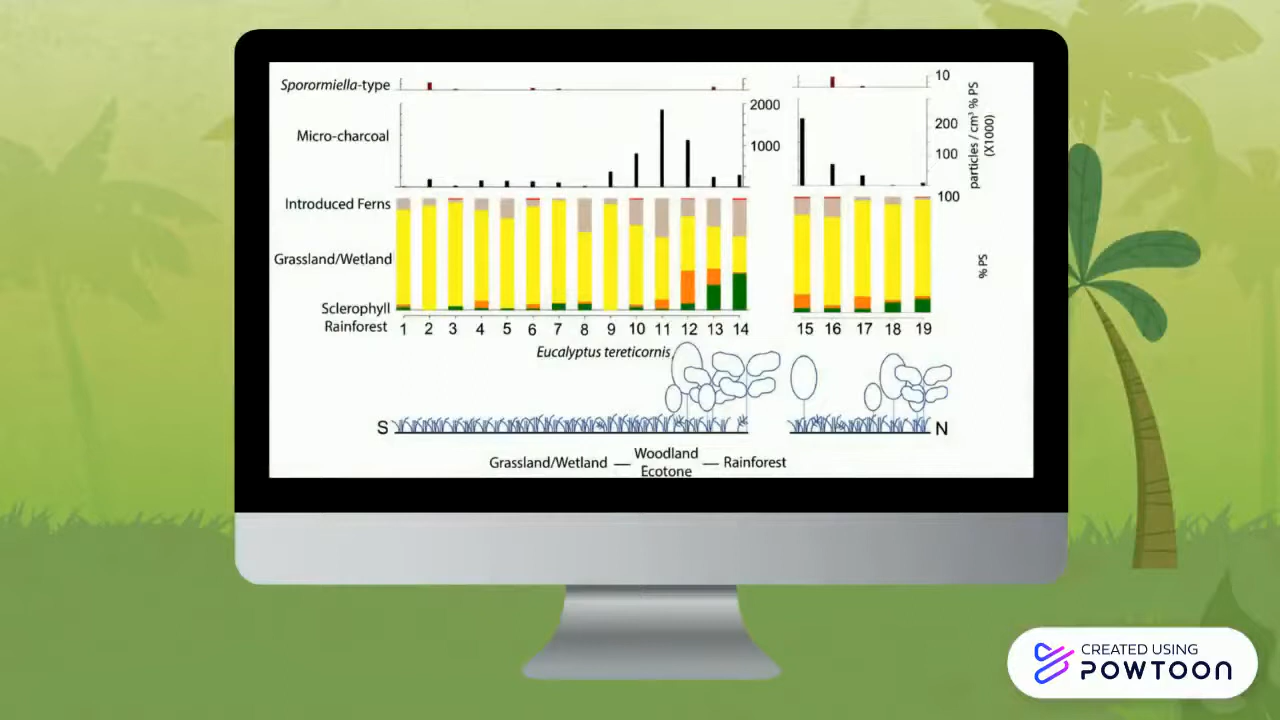 Sporormiella-type
10
Micro-charcoal
2000
1000
200
100
particles / cm³ % PS
(X1000)
Introduced Ferns
100
Grassland/Wetland
% PS
Sclerophyll
Rainforest
1 2 3 4 5 6 7 8 9 10 11 12 13 14 15 16 17 18 19
Eucalyptus tereticornis
S
N
Grassland/Wetland — Woodland Ecotone — Rainforest
CREATED USING
POWTOON